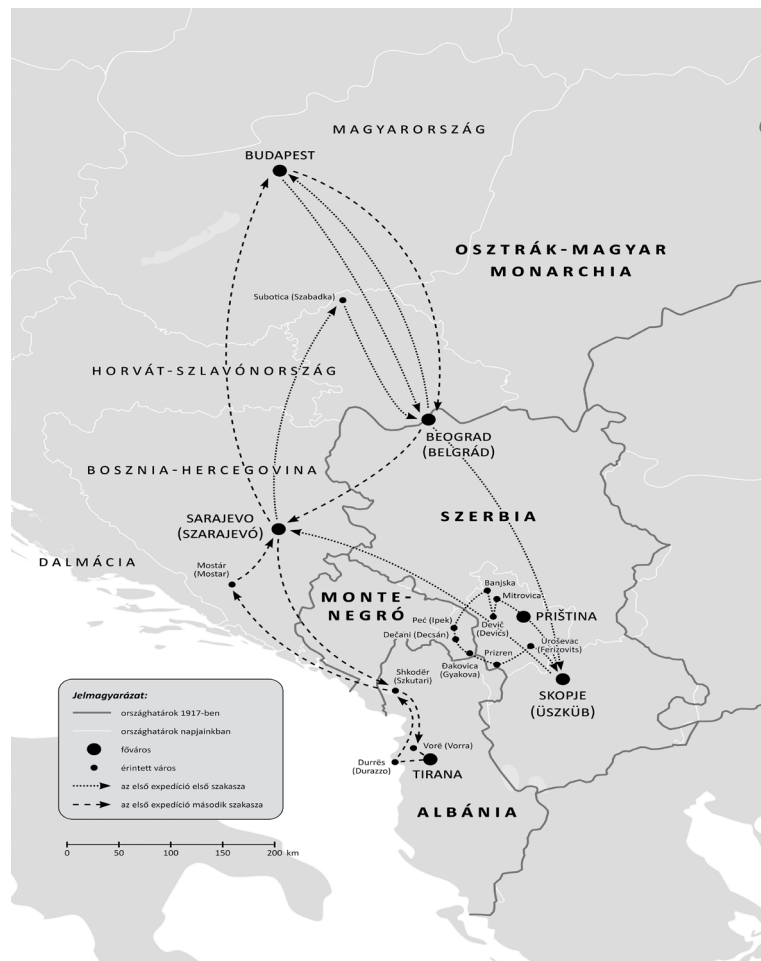 MAGYARORSZÁG
BUDAPEST
OSZTRÁK-MAGYAR
MONARCHIA
Subotica (Szabadka)
HORVÁT-SZLAVÓNORSZÁG
BEOGRAD
(BELGRÁD)
BOSZNIA-HERCEGOVINA
SZERBIA
SARAJEVO
(SZARAJEVÓ)
DALMÁCIA
Mostár
(Mostar)
MONTE-
NEGRÓ
Banjska
Mitrovica
PRIŠTINA
Peć (Ipek)
Devič
(Devics)
Dečani (Decsán)
Uroševac
(Ferizovits)
Đakovica
(Gyakova)
Prizren
Shkodër
(Szkutari)
SKOPJE
(ÜSZKÜB)
Vorë (Vorra)
Durrës
(Durazzo)
TIRANA
ALBÁNIA
Jelmagyarázat:
országhatárok 1917-ben
országhatárok napjainkban
főváros
érintett város
az első expedíció első szakasza
az első expedíció második szakasza
0 50 100 150 200 km